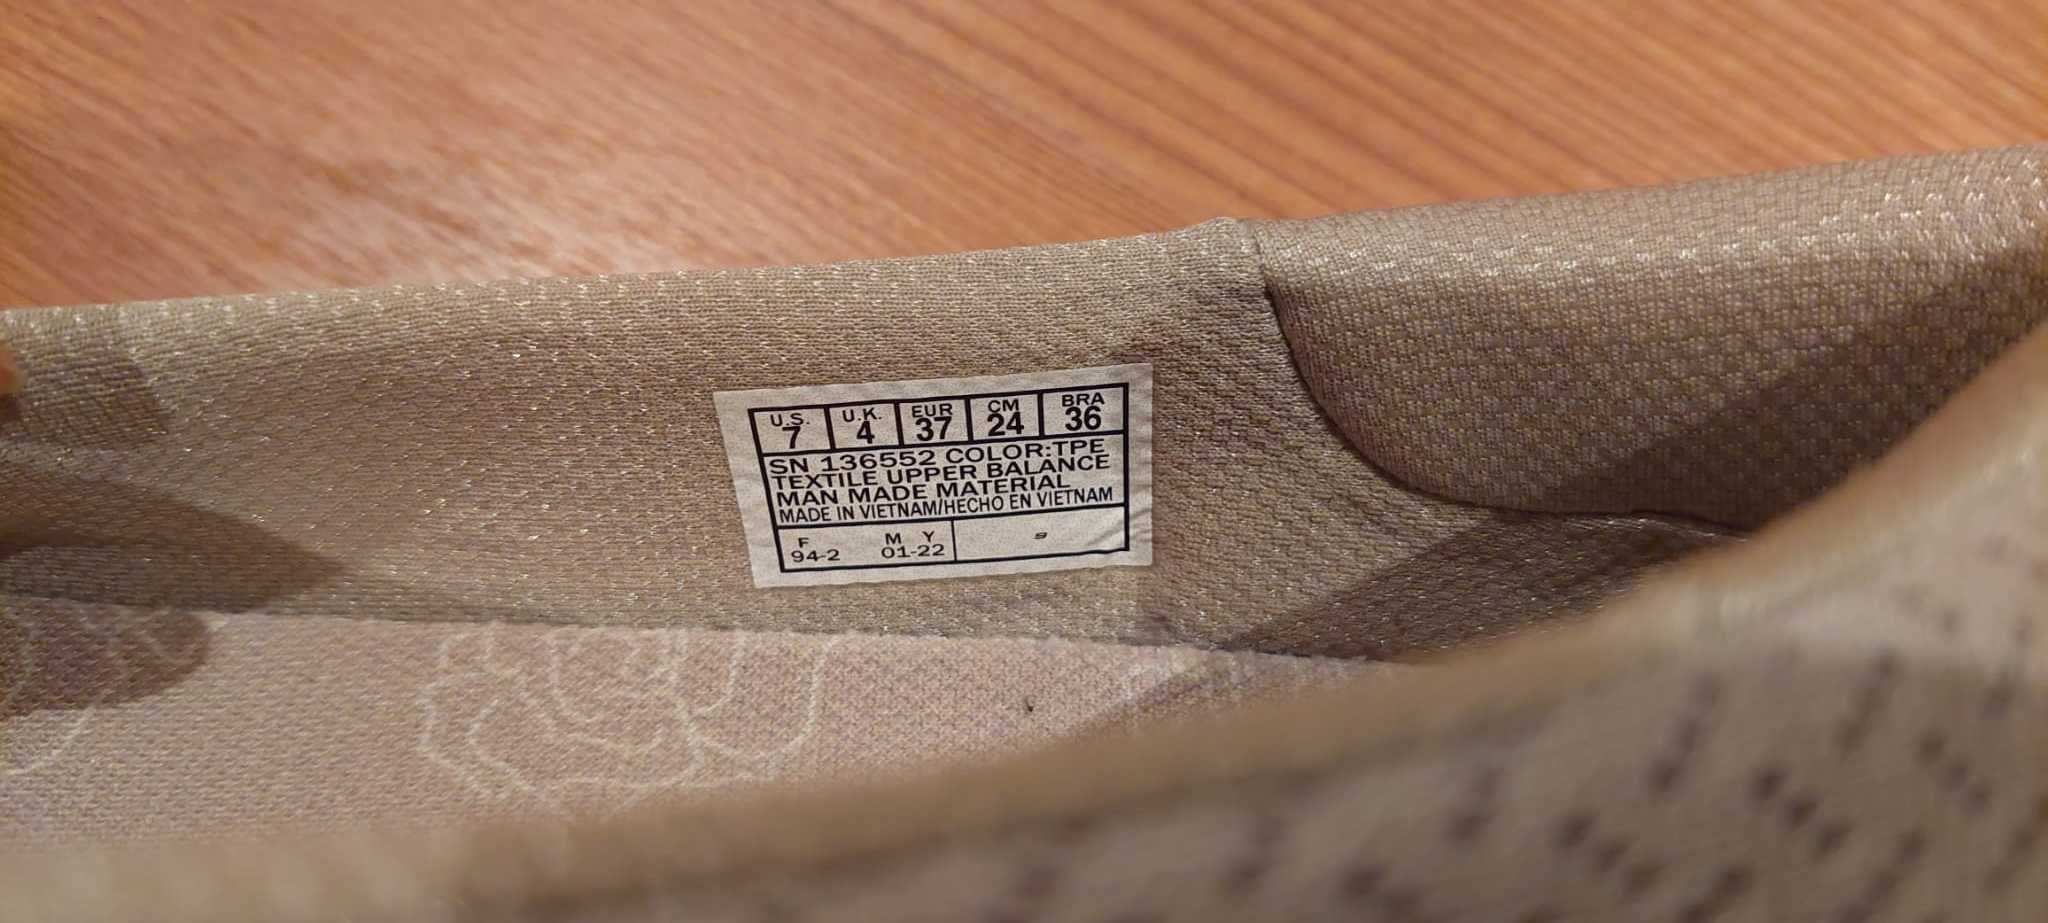 U.S. U.K. EUR CM BRA
7 4 37 24 36
SN 136552 COLOR:TPE
TEXTILE UPPER BALANCE
MAN MADE MATERIAL
MADE IN VIETNAM/HECHO EN VIETNAM
F M Y
94-2 01-22